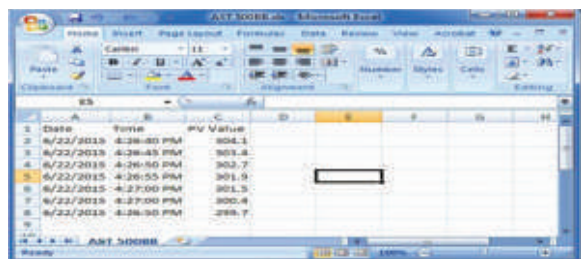 AST 500BB.xls - Microsoft Excel
Home Insert Page Layout Formulas Data Review View Acrobat
Calibri 11
Paste
B I U A A
Number Styles Cells
Clipboard Font Alignment Editing
E5
A B C D E F G H
1 Date Time PV Value
2 6/22/2015 4:26:40 PM 304.1
3 6/22/2015 4:26:45 PM 303.4
4 6/22/2015 4:26:50 PM 302.7
5 6/22/2015 4:26:55 PM 301.9
6 6/22/2015 4:27:00 PM 301.5
7 6/22/2015 4:27:00 PM 300.4
8 6/22/2015 4:26:50 PM 299.7
9
AST 500BB
Ready 100%